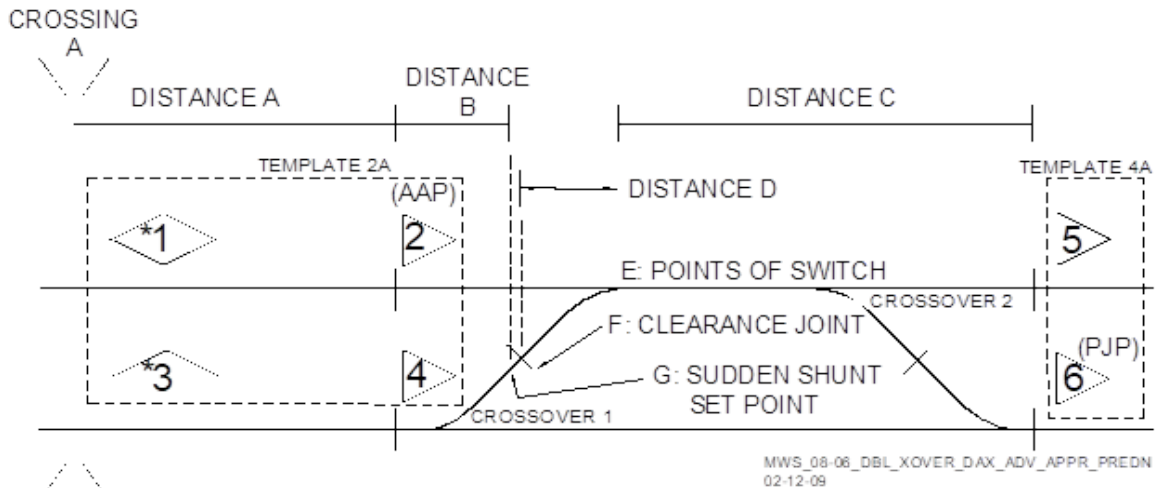 CROSSING
A
DISTANCE A
DISTANCE
B
DISTANCE C
TEMPLATE 2A
TEMPLATE 4A
(AAP)
DISTANCE D
*1
2
5
E: POINTS OF SWITCH
CROSSOVER 2
F: CLEARANCE JOINT
(PJP)
*3
4
6
G: SUDDEN SHUNT
SET POINT
CROSSOVER 1
MWS_08-06_DBL_XOVER_DAX_ADV_APPR_PREDN
02-12-09